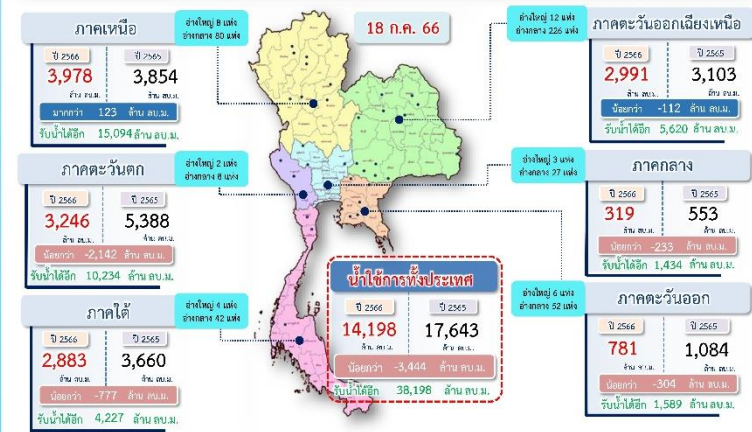 18 ก.ค. 66
ภาคเหนือ
ปี 2566 ปี 2565
3,978 3,854
ล้าน ลบ.ม. ล้าน ลบ.ม.
มากกว่า 123 ล้าน ลบ.ม.
รับน้ำได้อีก 15,094 ล้าน ลบ.ม.
อ่างใหญ่ 8 แห่ง
อ่างกลาง 80 แห่ง
อ่างใหญ่ 12 แห่ง
อ่างกลาง 226 แห่ง
ภาคตะวันออกเฉียงเหนือ
ปี 2566 ปี 2565
2,991 3,103
ล้าน ลบ.ม. ล้าน ลบ.ม.
น้อยกว่า -112 ล้าน ลบ.ม.
รับน้ำได้อีก 5,620 ล้าน ลบ.ม.
ภาคตะวันตก
ปี 2566 ปี 2565
3,246 5,388
ล้าน ลบ.ม. ล้าน ลบ.ม.
น้อยกว่า -2,142 ล้าน ลบ.ม.
รับน้ำได้อีก 10,234 ล้าน ลบ.ม.
อ่างใหญ่ 2 แห่ง
อ่างกลาง 8 แห่ง
อ่างใหญ่ 3 แห่ง
อ่างกลาง 27 แห่ง
ภาคกลาง
ปี 2566 ปี 2565
319 553
ล้าน ลบ.ม. ล้าน ลบ.ม.
น้อยกว่า -233 ล้าน ลบ.ม.
รับน้ำได้อีก 1,434 ล้าน ลบ.ม.
ภาคใต้
ปี 2566 ปี 2565
2,883 3,660
ล้าน ลบ.ม. ล้าน ลบ.ม.
น้อยกว่า -777 ล้าน ลบ.ม.
รับน้ำได้อีก 4,227 ล้าน ลบ.ม.
อ่างใหญ่ 4 แห่ง
อ่างกลาง 42 แห่ง
น้ำใช้การทั้งประเทศ
ปี 2566 ปี 2565
14,198 17,643
ล้าน ลบ.ม. ล้าน ลบ.ม.
น้อยกว่า -3,444 ล้าน ลบ.ม.
รับน้ำได้อีก 38,198 ล้าน ลบ.ม.
อ่างใหญ่ 6 แห่ง
อ่างกลาง 52 แห่ง
ภาคตะวันออก
ปี 2566 ปี 2565
781 1,084
ล้าน ลบ.ม. ล้าน ลบ.ม.
น้อยกว่า -304 ล้าน ลบ.ม.
รับน้ำได้อีก 1,589 ล้าน ลบ.ม.